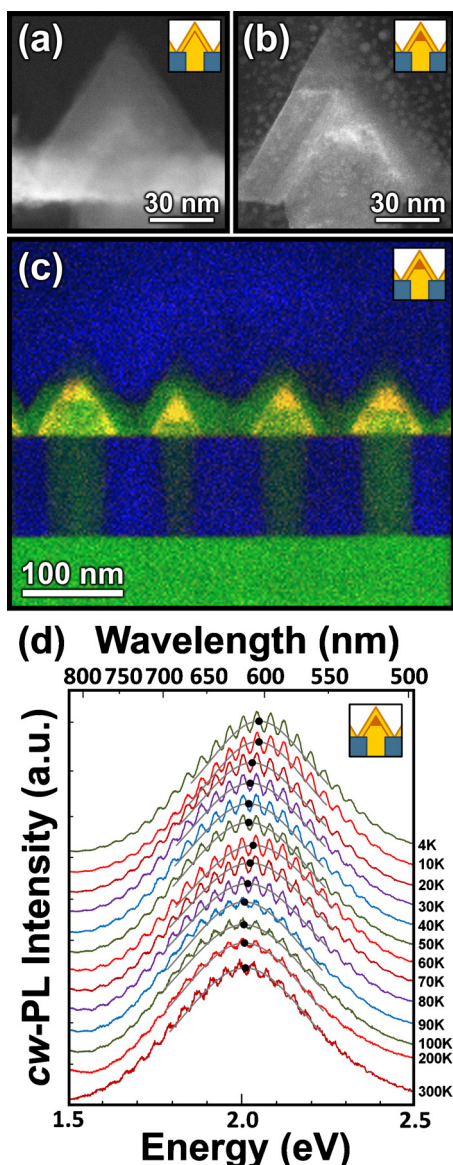 (a)
30 nm
(b)
30 nm
(c)
100 nm
(d) Wavelength (nm)
800 750 700 650 600 550 500
cw-PL Intensity (a.u.)
4K
10K
20K
30K
40K
50K
60K
70K
80K
90K
100K
200K
300K
1.5 2.0 2.5
Energy (eV)